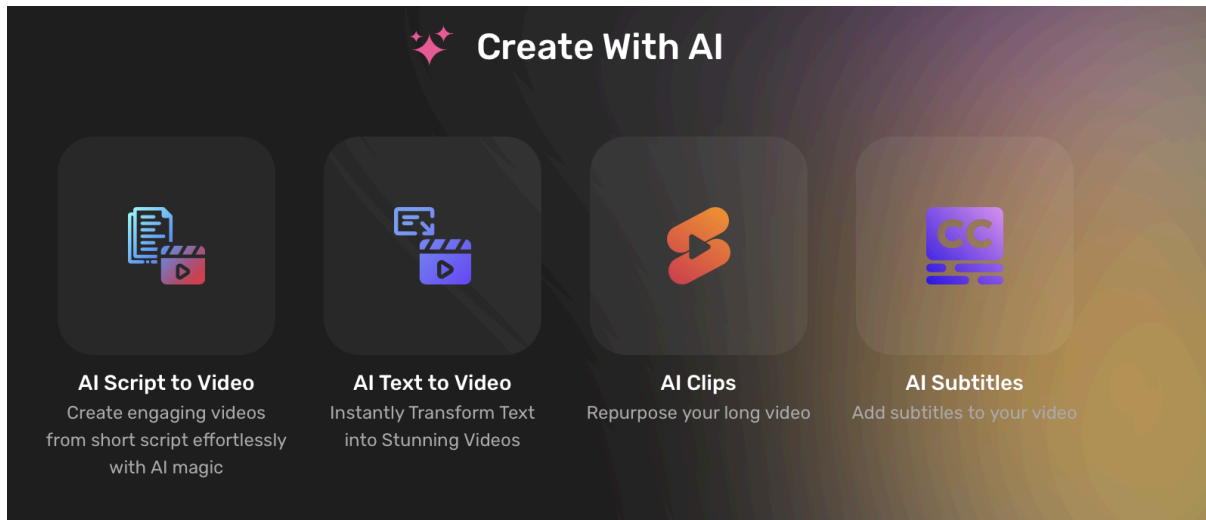 Create With AI
CC
AI Script to Video
Create engaging videos
from short script effortlessly
with AI magic
AI Text to Video
Instantly Transform Text
into Stunning Videos
AI Clips
Repurpose your long video
AI Subtitles
Add subtitles to your video